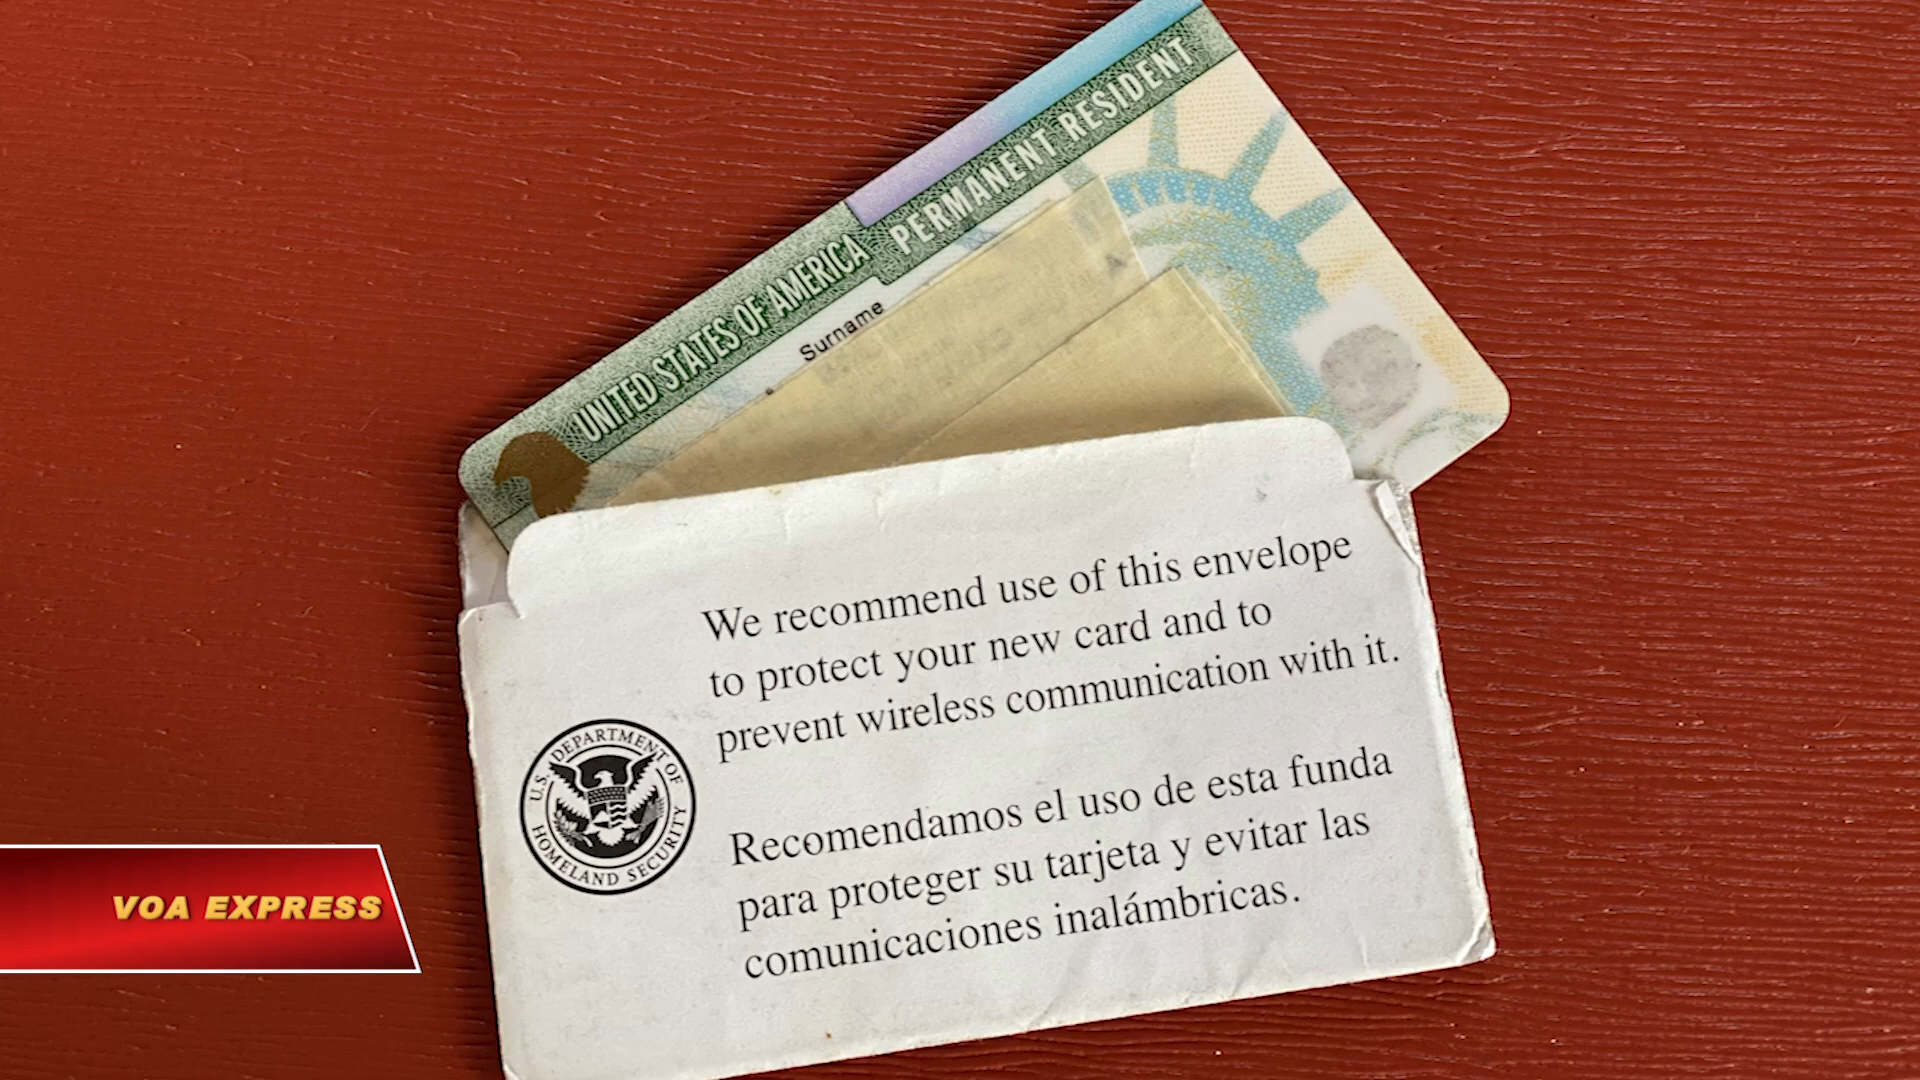 UNITED STATES OF AMERICA PERMANENT RESIDENT
Surname
We recommend use of this envelope
to protect your new card and to
prevent wireless communication with it.
U.S. DEPARTMENT OF
HOMELAND SECURITY
Recomendamos el uso de esta funda
para proteger su tarjeta y evitar las
comunicaciones inalámbricas.
VOA EXPRESS